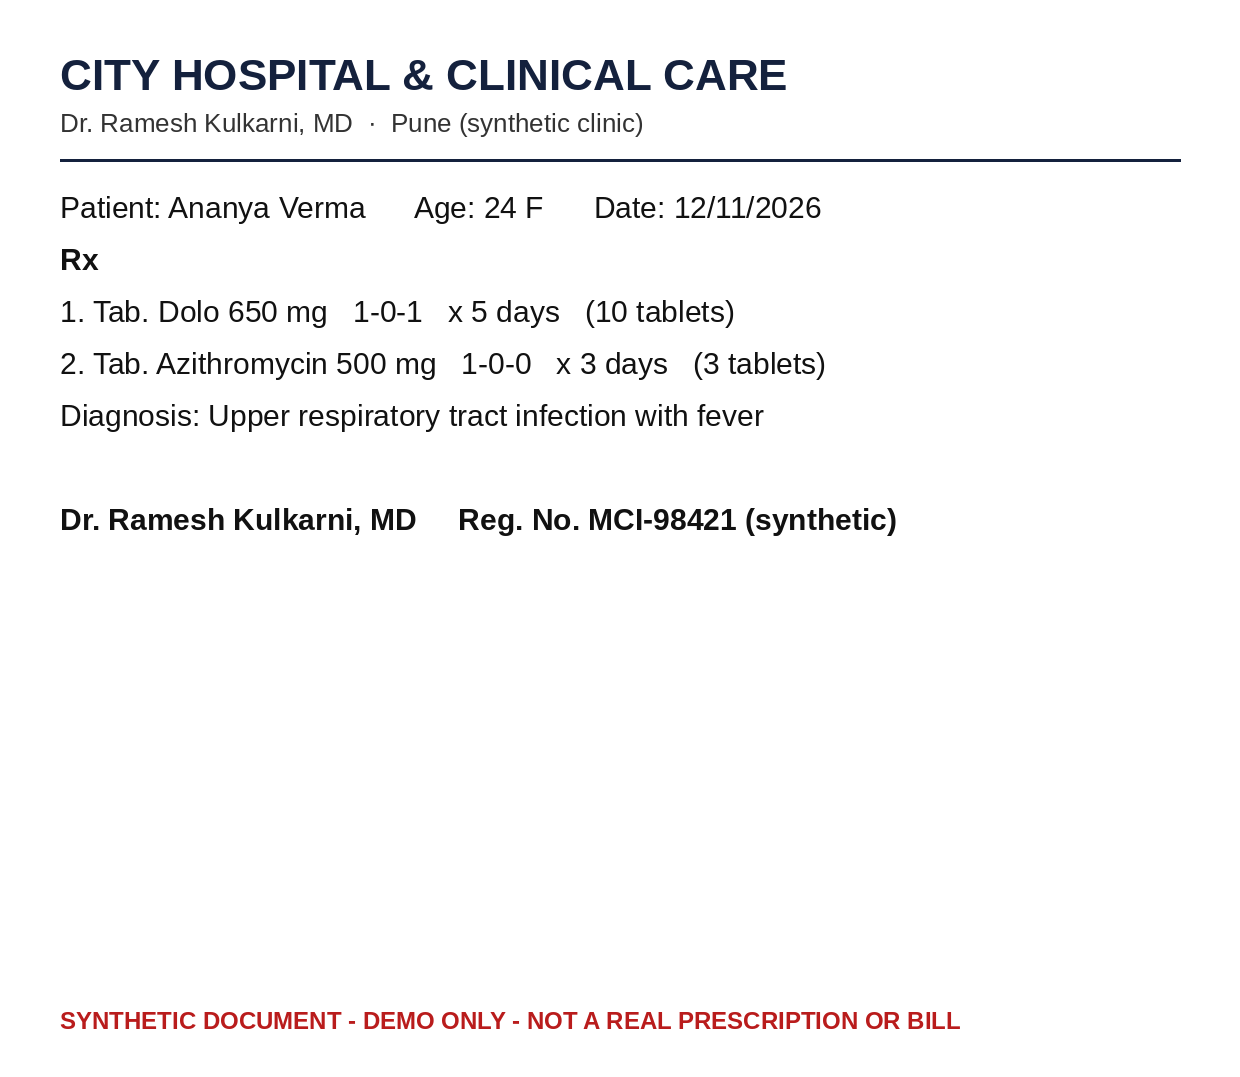 CITY HOSPITAL & CLINICAL CARE
Dr. Ramesh Kulkarni, MD · Pune (synthetic clinic)
Patient: Ananya Verma Age: 24 F Date: 12/11/2026
Rx
1. Tab. Dolo 650 mg 1-0-1 x 5 days (10 tablets)
2. Tab. Azithromycin 500 mg 1-0-0 x 3 days (3 tablets)
Diagnosis: Upper respiratory tract infection with fever
Dr. Ramesh Kulkarni, MD Reg. No. MCI-98421 (synthetic)
SYNTHETIC DOCUMENT - DEMO ONLY - NOT A REAL PRESCRIPTION OR BILL